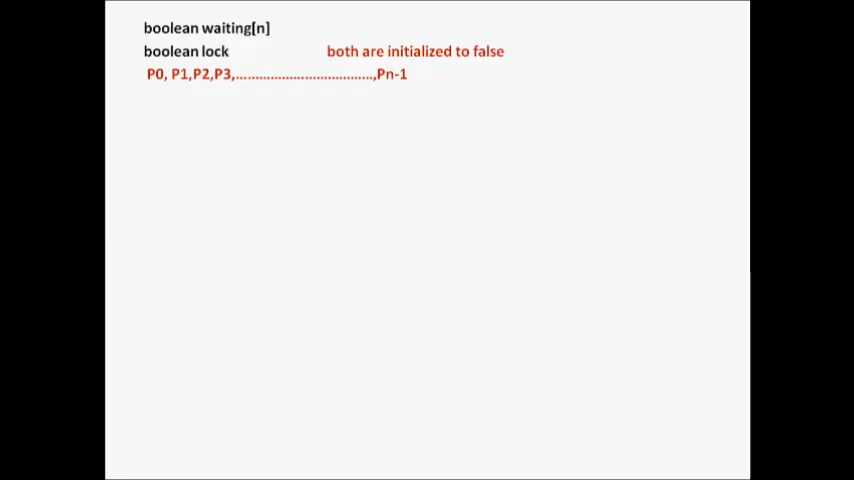 boolean waiting[n]
boolean lock both are initialized to false
P0, P1,P2,P3,...................................,Pn-1